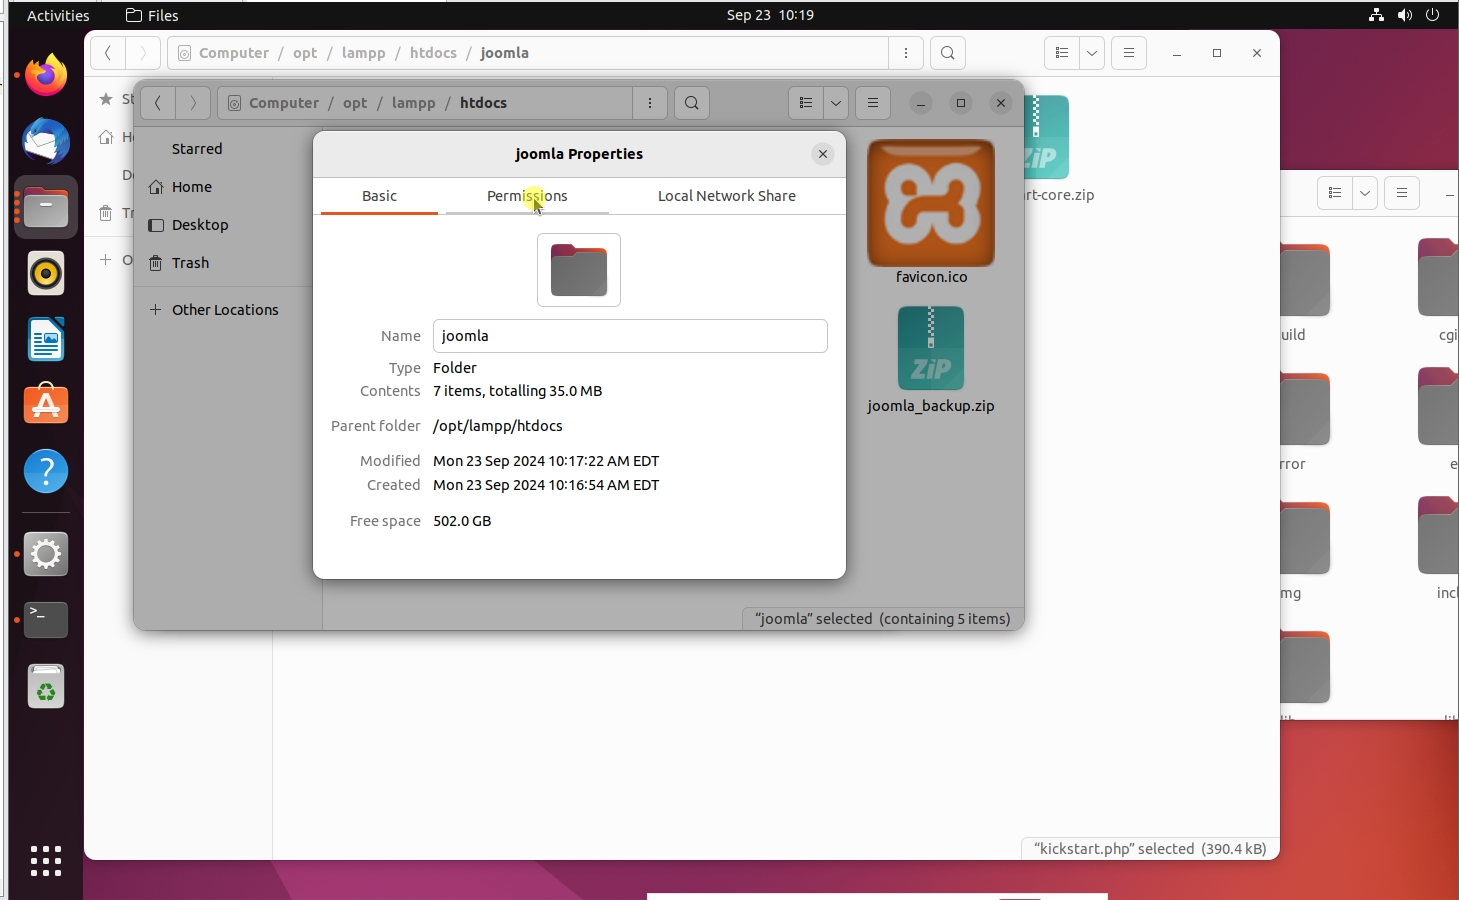 Activities
Files
Sep 23 10:19
Computer / opt / lampp / htdocs / joomla
St
Computer / opt / lampp / htdocs
Starred
Home
Desktop
Trash
Other Locations
H
D
Tr
O
joomla Properties
Basic
Permissions
Local Network Share
Name
joomla
Type
Folder
Contents
7 items, totalling 35.0 MB
Parent folder
/opt/lampp/htdocs
Modified
Mon 23 Sep 2024 10:17:22 AM EDT
Created
Mon 23 Sep 2024 10:16:54 AM EDT
Free space
502.0 GB
favicon.ico
ZiP
joomla_backup.zip
"joomla" selected (containing 5 items)
ZiP
rt-core.zip
uild
cgi
rror
e
mg
incl
"kickstart.php" selected (390.4 kB)